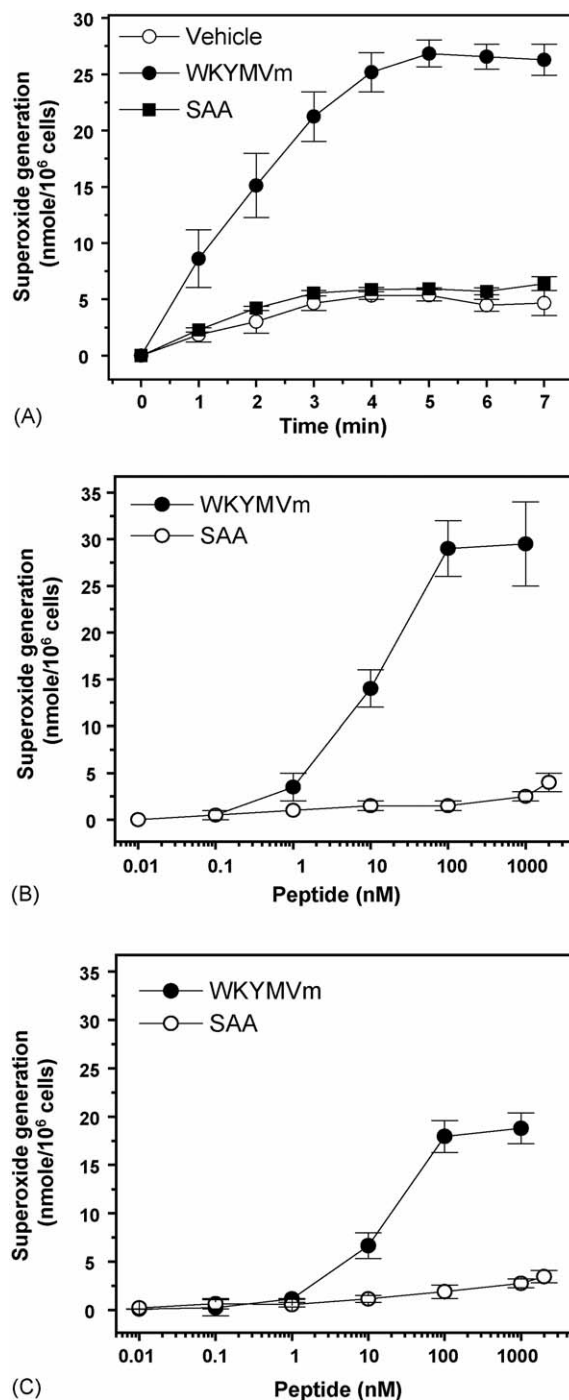 30
25
20
15
10
5
0
Superoxide generation
(nmole/10⁶ cells)
Vehicle
WKYMVm
SAA
0 1 2 3 4 5 6 7
Time (min)
(A)
35
30
25
20
15
10
5
0
Superoxide generation
(nmole/10⁶ cells)
WKYMVm
SAA
0.01 0.1 1 10 100 1000
Peptide (nM)
(B)
35
30
25
20
15
10
5
0
Superoxide generation
(nmole/10⁶ cells)
WKYMVm
SAA
0.01 0.1 1 10 100 1000
Peptide (nM)
(C)